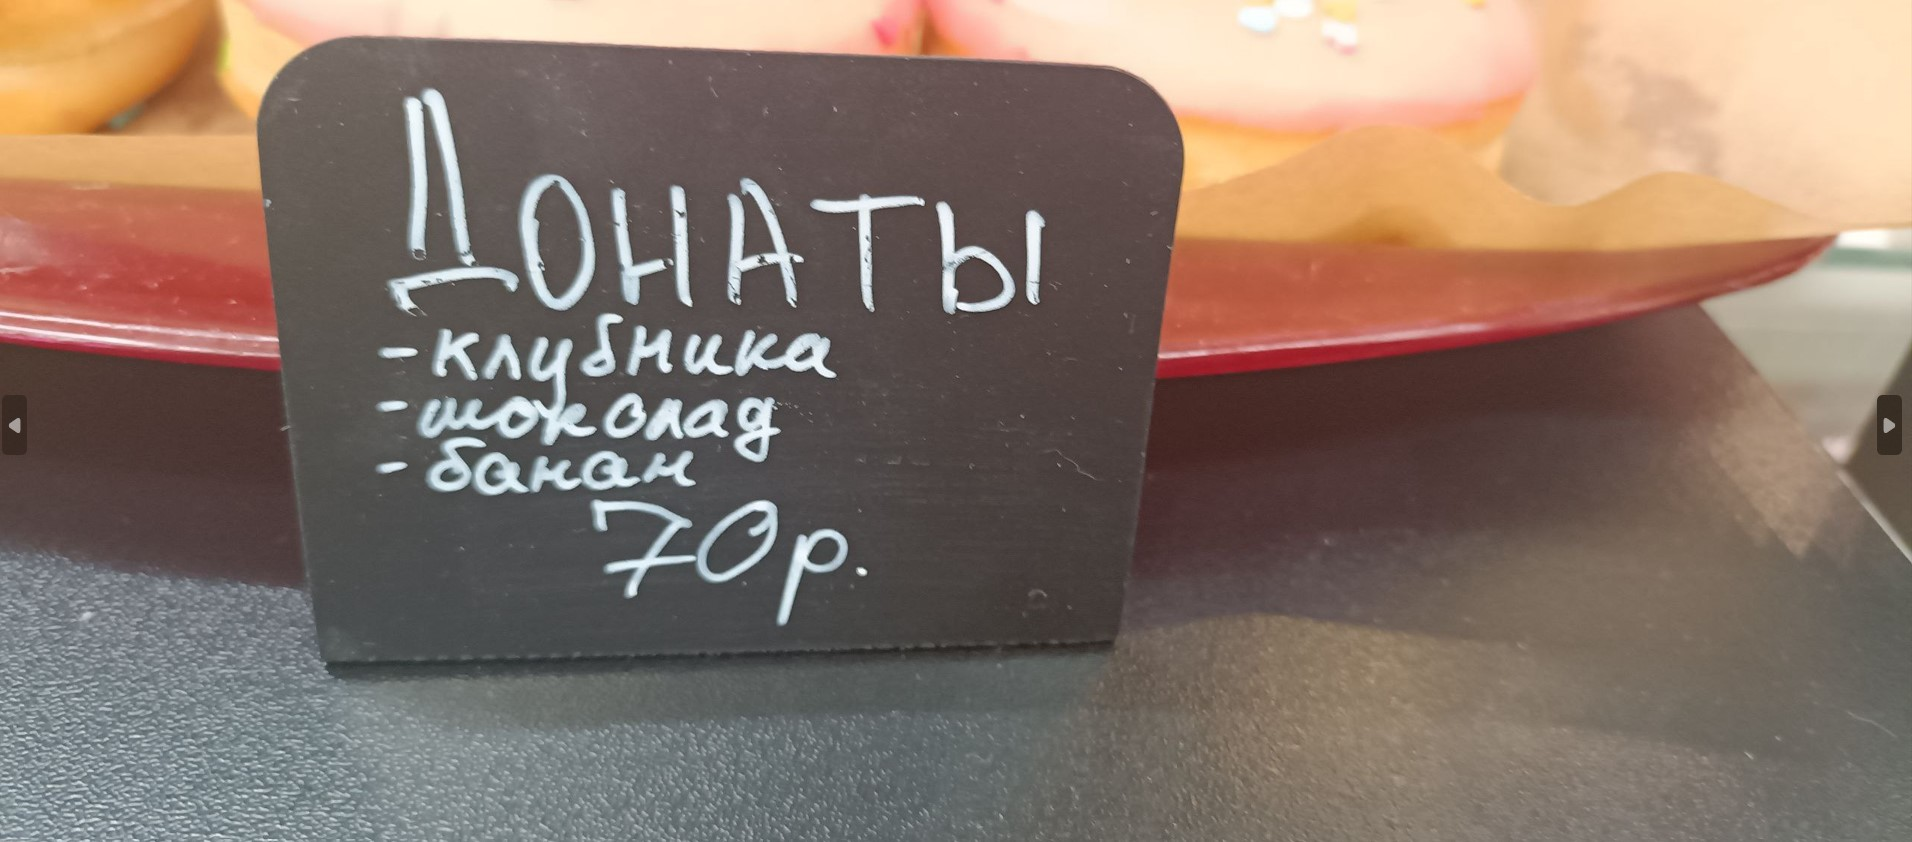 ДОНАТЫ
- клубника
- шоколад
- банан
70р.